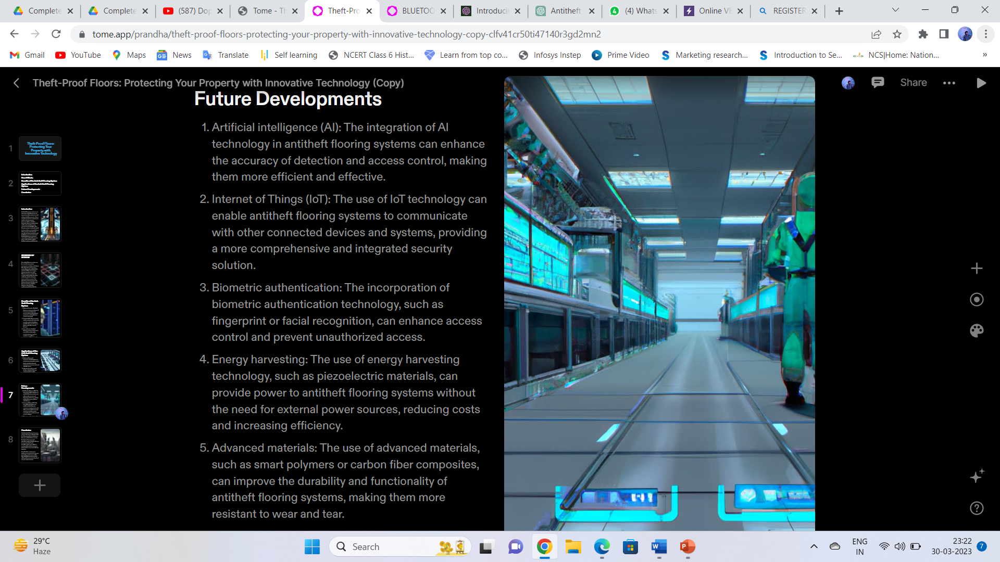 Complete
Complete
(587) Dop
Tome - Th
Theft-Pro
BLUETOO
Introducin
Antitheft
(4) Whats
Online VE
REGISTER
tome.app/prandha/theft-proof-floors-protecting-your-property-with-innovative-technology-copy-clfv41cr50ti47140r3gd2mn2
Gmail
YouTube
Maps
News
Translate
Self learning
NCERT Class 6 Hist...
Learn from top co...
Infosys Instep
Prime Video
Marketing research...
Introduction to Se...
NCS|Home: Nation...
Theft-Proof Floors: Protecting Your Property with Innovative Technology (Copy)
Share
Future Developments
1. Artificial intelligence (AI): The integration of AI
technology in antitheft flooring systems can enhance
the accuracy of detection and access control, making
them more efficient and effective.
2. Internet of Things (IoT): The use of IoT technology can
enable antitheft flooring systems to communicate
with other connected devices and systems, providing
a more comprehensive and integrated security
solution.
3. Biometric authentication: The incorporation of
biometric authentication technology, such as
fingerprint or facial recognition, can enhance access
control and prevent unauthorized access.
4. Energy harvesting: The use of energy harvesting
technology, such as piezoelectric materials, can
provide power to antitheft flooring systems without
the need for external power sources, reducing costs
and increasing efficiency.
5. Advanced materials: The use of advanced materials,
such as smart polymers or carbon fiber composites,
can improve the durability and functionality of
antitheft flooring systems, making them more
resistant to wear and tear.
1
Theft-Proof Floors:
Protecting Your
Property with
Innovative Technology
2
3
4
5
6
7
8
29°C
Haze
Search
ENG
IN
23:22
30-03-2023
7